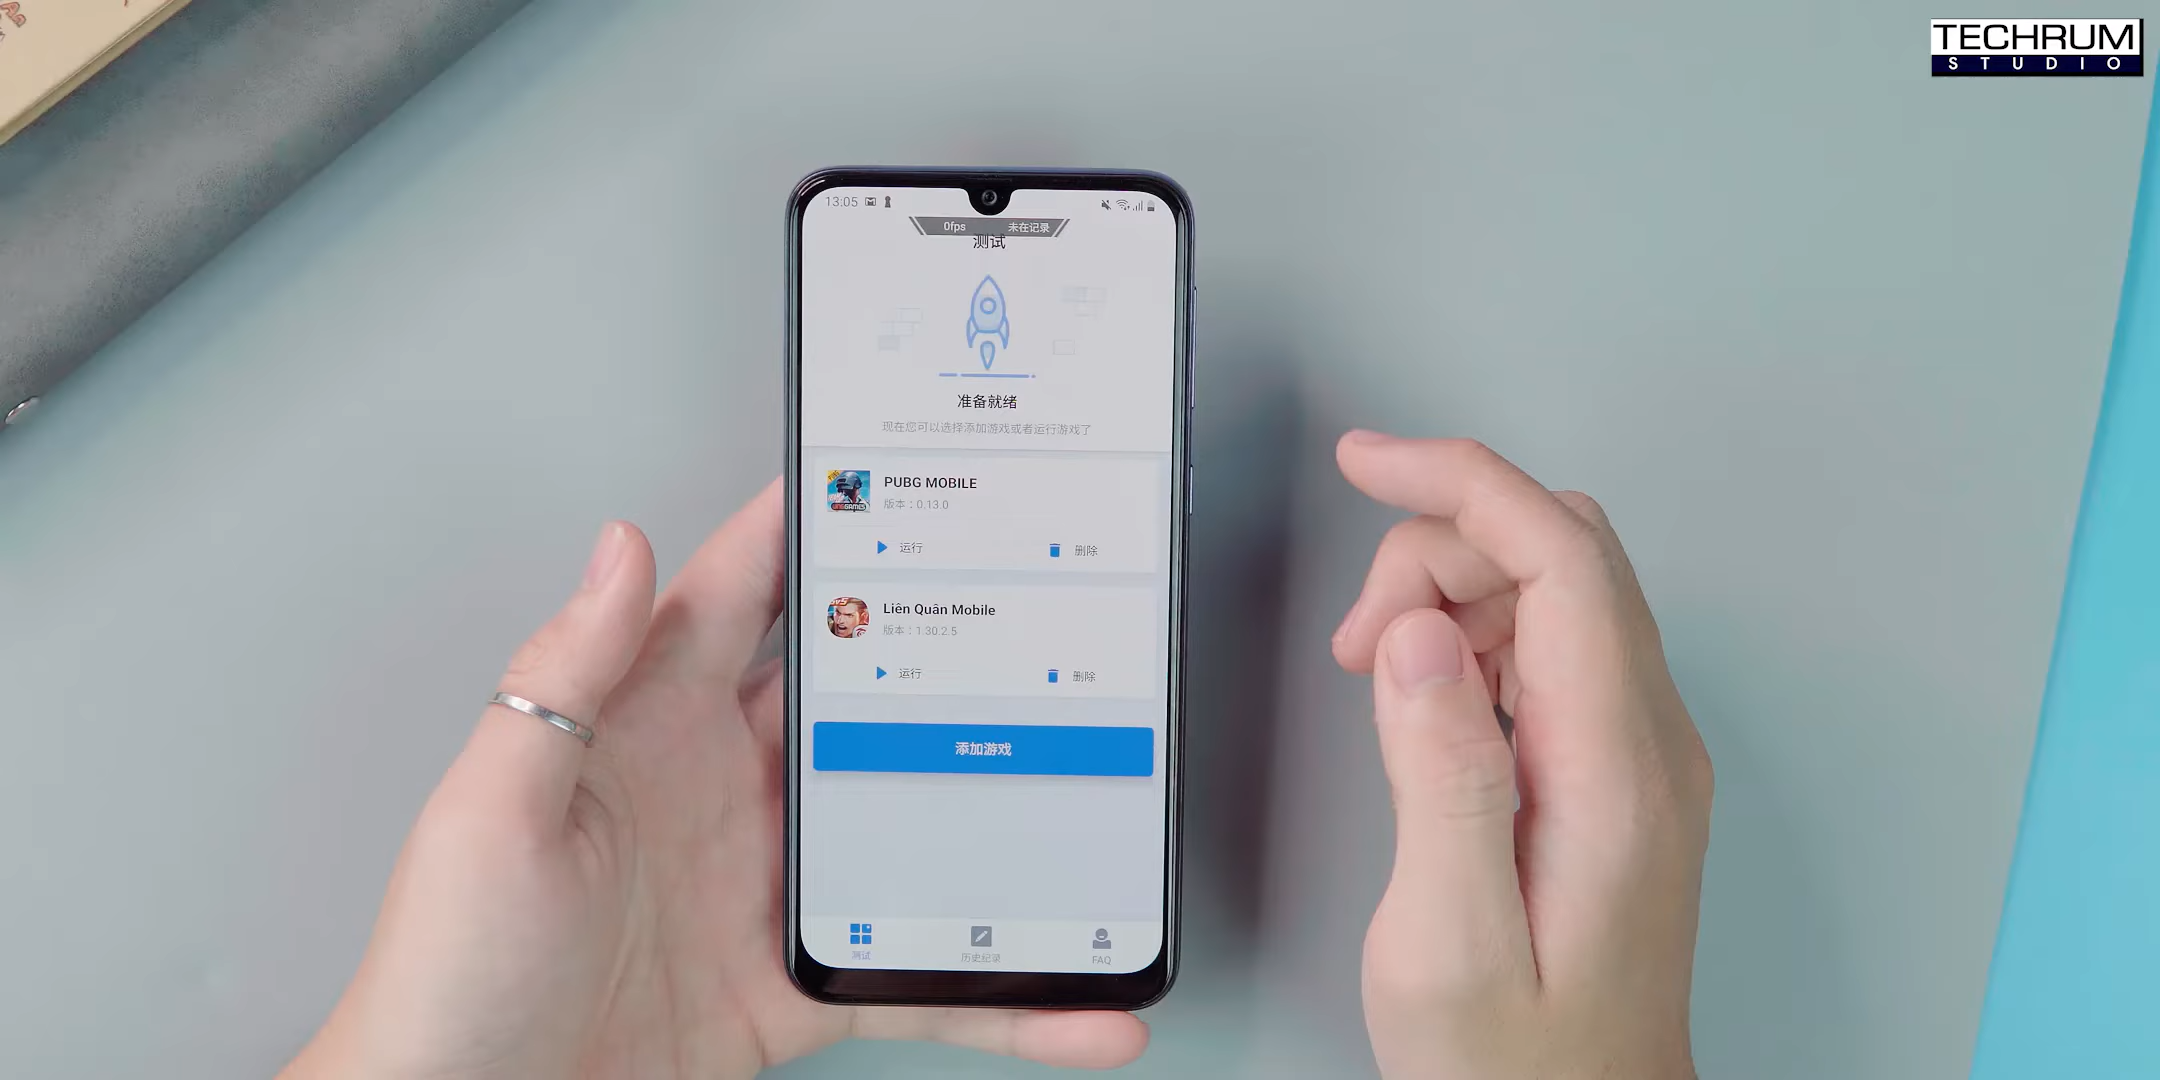 TECHRUM
STUDIO
13:05
0fps 未在记录
测试
准备就绪
现在您可以选择添加游戏或者运行游戏了
PUBG MOBILE
版本：0.13.0
运行 删除
Liên Quân Mobile
版本：1.30.2.5
运行 删除
添加游戏
测试 历史纪录 FAQ